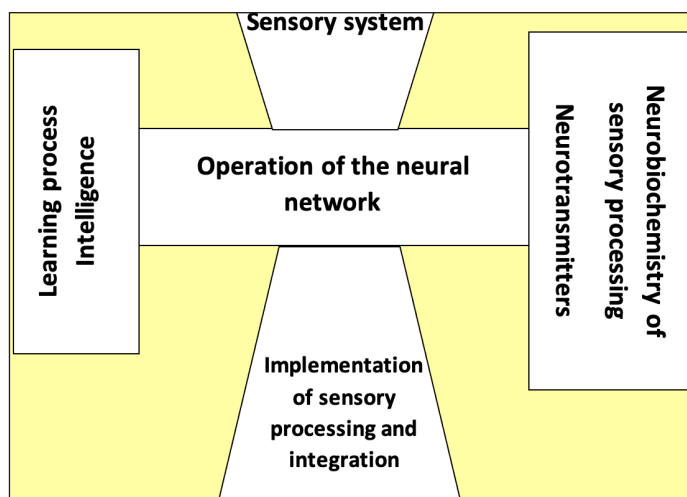 Sensory system
Learning process
Intelligence
Operation of the neural
network
Neurobiochemistry of
sensory processing
Neurotransmitters
Implementation
of sensory
processing and
integration